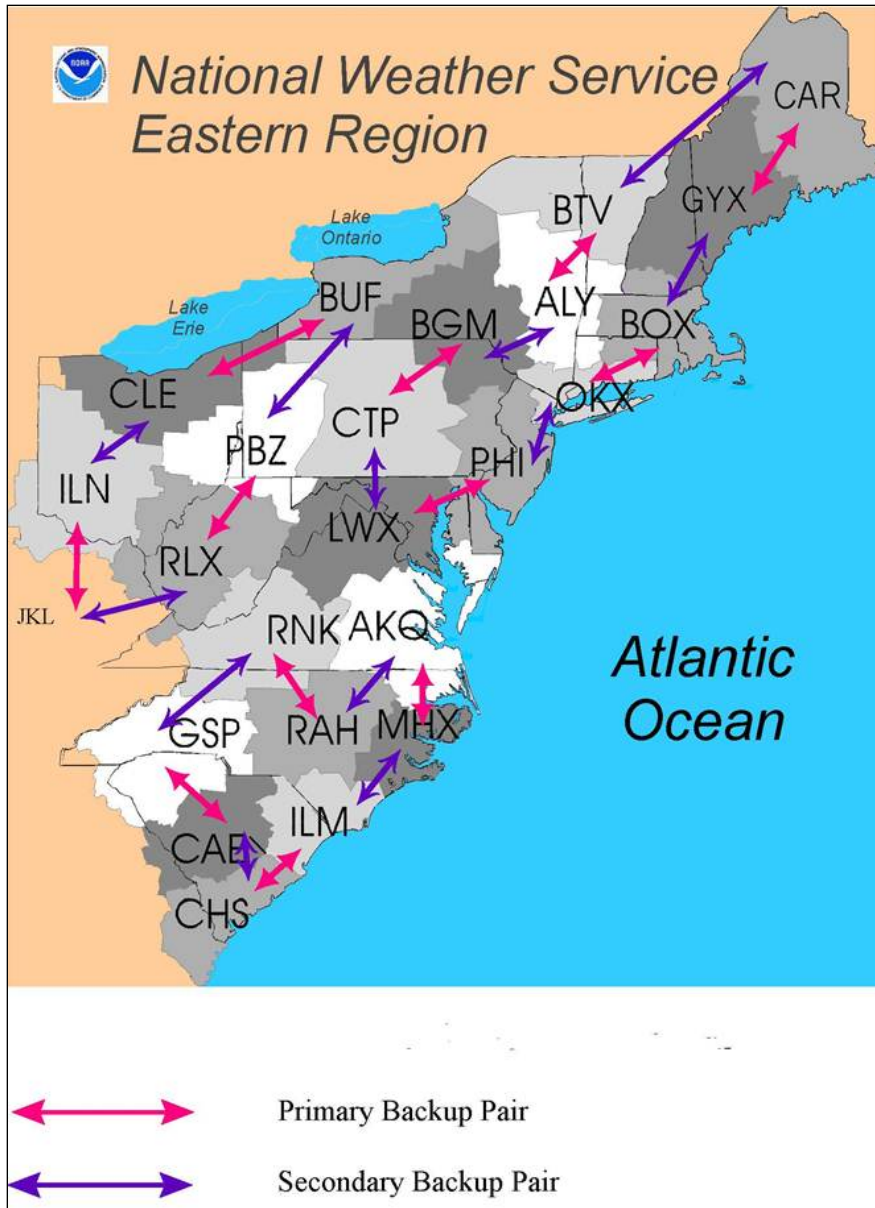 NOAA
National Weather Service
Eastern Region
CAR
Lake
Ontario
BTV
GYX
Lake
Erie
BUF
ALY
BGM
BOX
CLE
OKX
CTP
PBZ
PHI
ILN
LWX
RLX
JKL
RNK
AKQ
Atlantic
Ocean
GSP
RAH
MHX
ILM
CAE
CHS
Primary Backup Pair
Secondary Backup Pair